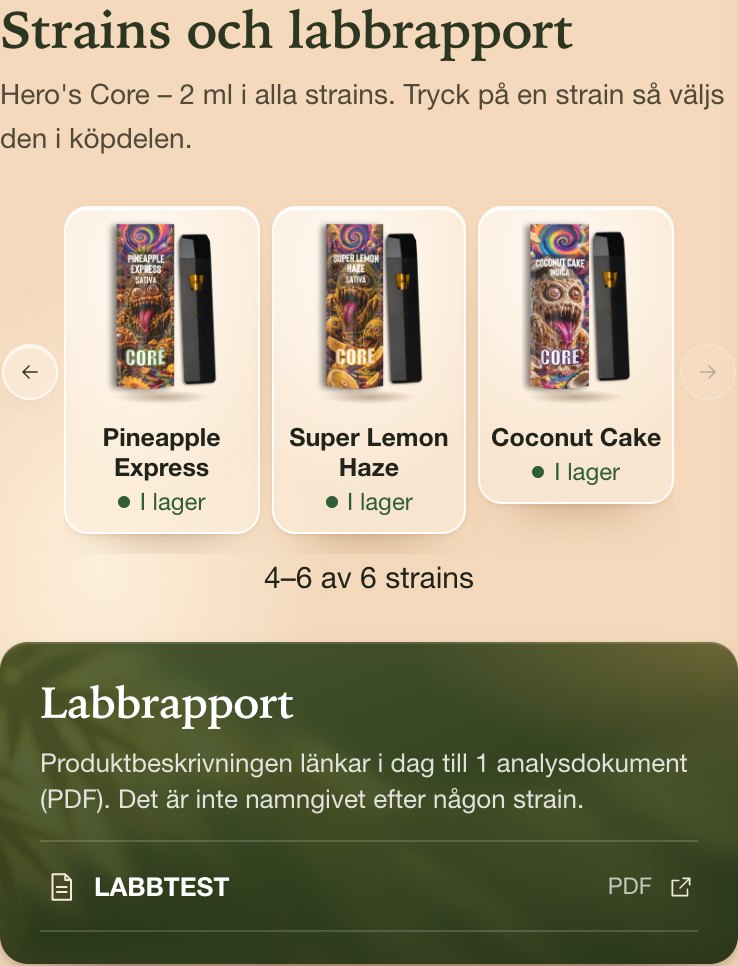 Strains och labbrapport
Hero's Core – 2 ml i alla strains. Tryck på en strain så väljs
den i köpdelen.
PINEAPPLE
EXPRESS
SATIVA
CORE
SUPER LEMON
HAZE
SATIVA
CORE
COCONUT CAKE
INDICA
CORE
Pineapple
Express
I lager
Super Lemon
Haze
I lager
Coconut Cake
I lager
4–6 av 6 strains
Labbrapport
Produktbeskrivningen länkar i dag till 1 analysdokument
(PDF). Det är inte namngivet efter någon strain.
LABBTEST
PDF